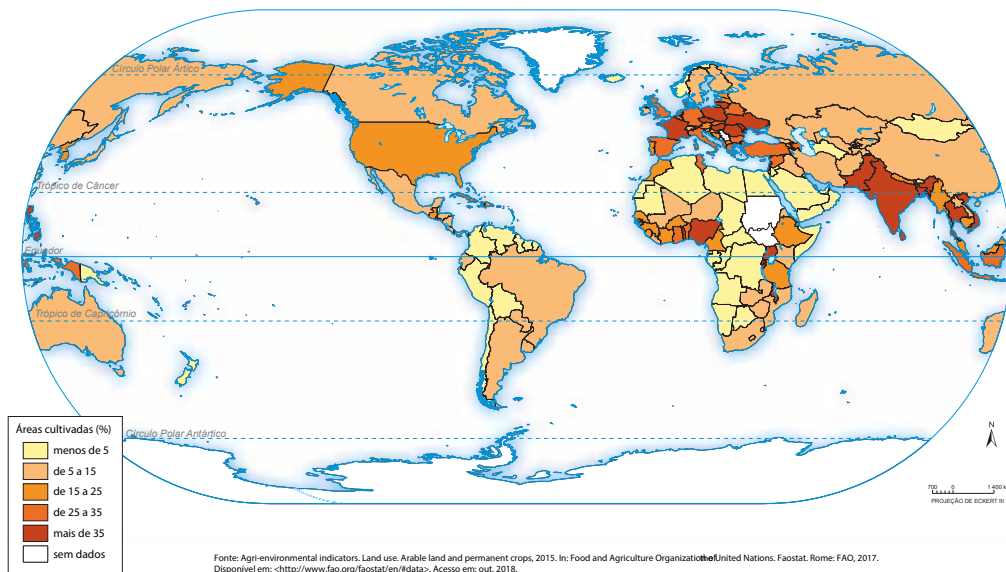 Círculo Polar Ártico
Trópico de Câncer
Equador
Trópico de Capricórnio
Círculo Polar Antártico
Áreas cultivadas (%)
menos de 5
de 5 a 15
de 15 a 25
de 25 a 35
mais de 35
sem dados
N
700 0 1 400 k
PROJEÇÃO DE ECKERT III
Fonte: Agri-environmental indicators. Land use. Arable land and permanent crops, 2015. In: Food and Agriculture Organization of the United Nations. Faostat. Rome: FAO, 2017.
Disponível em: <http://www.fao.org/faostat/en/#data>. Acesso em: out. 2018.